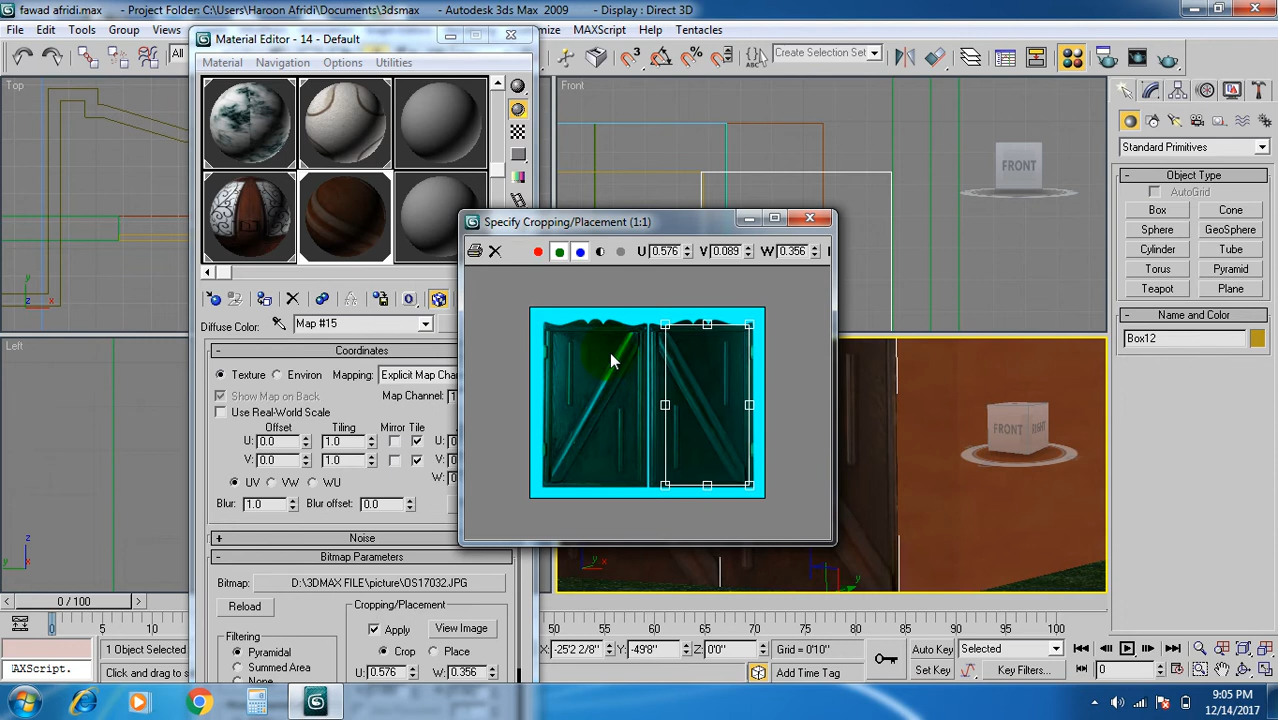 fawad afridi.max - Project Folder: C:\Users\Haroon Afridi\Documents\3dsmax - Autodesk 3ds Max 2009 - Display : Direct 3D
File Edit Tools Group Views MAXScript Help Tentacles
Material Editor - 14 - Default
Material Navigation Options Utilities
All
Create Selection Set
Top
Front
Left
FRONT
FRONT RIGHT
Specify Cropping/Placement (1:1)
U 0.576 V 0.089 W 0.356
Diffuse Color: Map #15
- Coordinates
Texture Environ Mapping: Explicit Map Chan
Show Map on Back Map Channel: 1
Use Real-World Scale
Offset Tiling Mirror Tile
U: 0.0 1.0 U: 0
V: 0.0 1.0 V: 0
W:
UV VW WU
Blur: 1.0 Blur offset: 0.0
+ Noise
- Bitmap Parameters
Bitmap: D:\3DMAX FILE\picture\OS17032.JPG
Reload
Cropping/Placement
Apply View Image
Filtering
Pyramidal
Summed Area
None
Crop Place
U: 0.576 W: 0.356
Standard Primitives
- Object Type
AutoGrid
Box Cone
Sphere GeoSphere
Cylinder Tube
Torus Pyramid
Teapot Plane
- Name and Color
Box12
0 / 100
0 5 10 50 55 60 65 70 75 80 85 90 95 100
1 Object Selected
X: -25'2 2/8" Y: -49'8" Z: 0'0" Grid = 0'10"
Auto Key Selected
AXScript.
Click and drag to s
Add Time Tag
Set Key Key Filters...
0
9:05 PM
12/14/2017